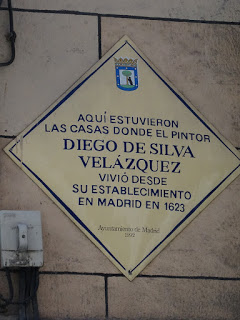 AQUÍ ESTUVIERON
LAS CASAS DONDE EL PINTOR
DIEGO DE SILVA
VELÁZQUEZ
VIVIÓ DESDE
SU ESTABLECIMIENTO
EN MADRID EN 1623
Ayuntamiento de Madrid